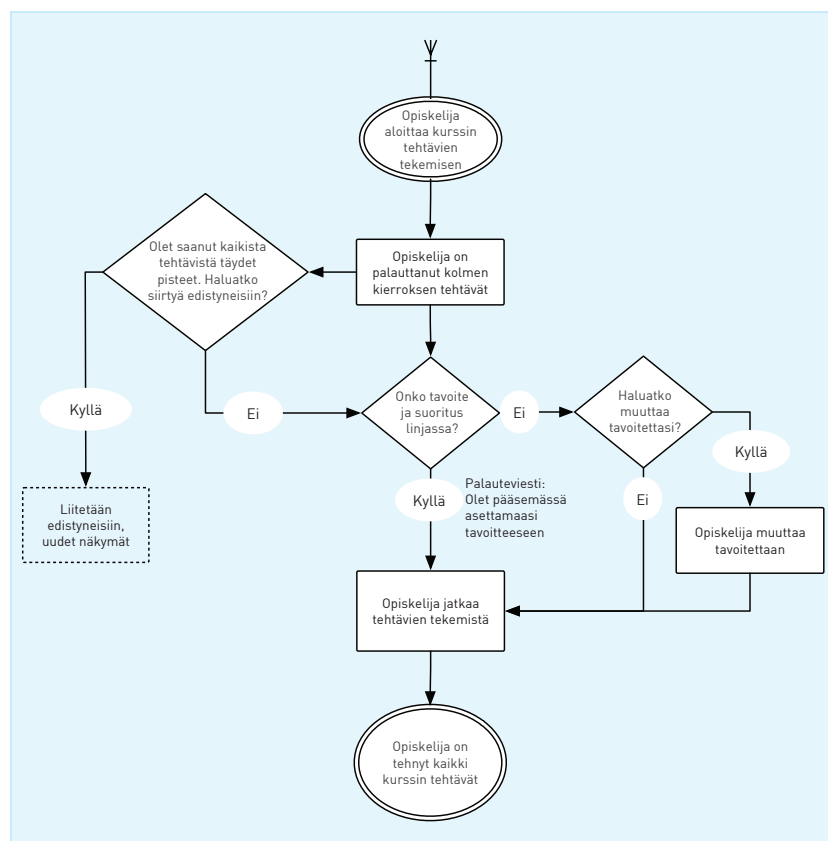 Opiskelija
aloittaa kurssin
tehtävien
tekemisen
Olet saanut kaikista
tehtävistä täydet
pisteet. Haluatko
siirtyä edistyneisiin?
Opiskelija on
palauttanut kolmen
kierroksen tehtävät
Kyllä
Ei
Onko tavoite
ja suoritus
linjassa?
Ei
Haluatko
muuttaa
tavoitettasi?
Kyllä
Liitetään
edistyneisiin,
uudet näkymät
Kyllä
Palauteviesti:
Olet pääsemässä
asettamaasi
tavoitteeseen
Ei
Opiskelija muuttaa
tavoitettaan
Opiskelija jatkaa
tehtävien tekemistä
Opiskelija on
tehnyt kaikki
kurssin tehtävät